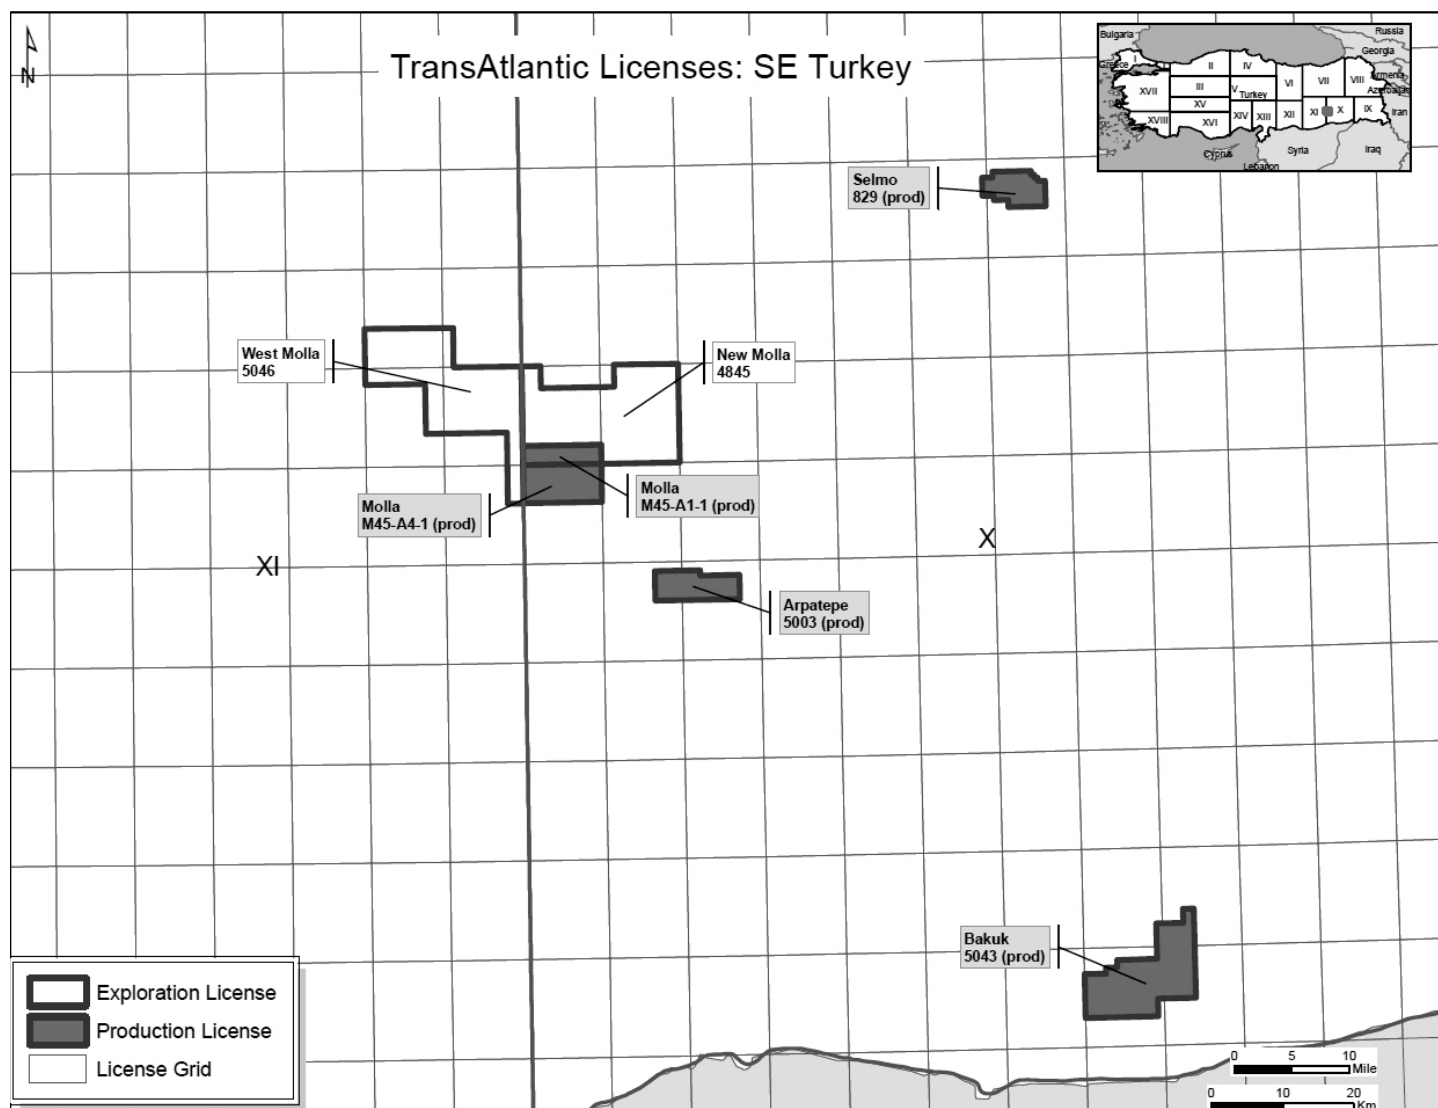 N
TransAtlantic Licenses: SE Turkey
Bulgaria
Russia
Georgia
Greece
Armenia
Azerbaijan
Iran
I
II
IV
VI
VII
VIII
XVII
III
V
Turkey
XV
XVIII
XVI
XIV
XIII
XII
XI
X
IX
Cyprus
Syria
Iraq
Lebanon
Selmo
829 (prod)
West Molla
5046
New Molla
4845
Molla
M45-A4-1 (prod)
Molla
M45-A1-1 (prod)
XI
X
Arpatepe
5003 (prod)
Bakuk
5043 (prod)
Exploration License
Production License
License Grid
0 5 10
Mile
0 10 20
Km